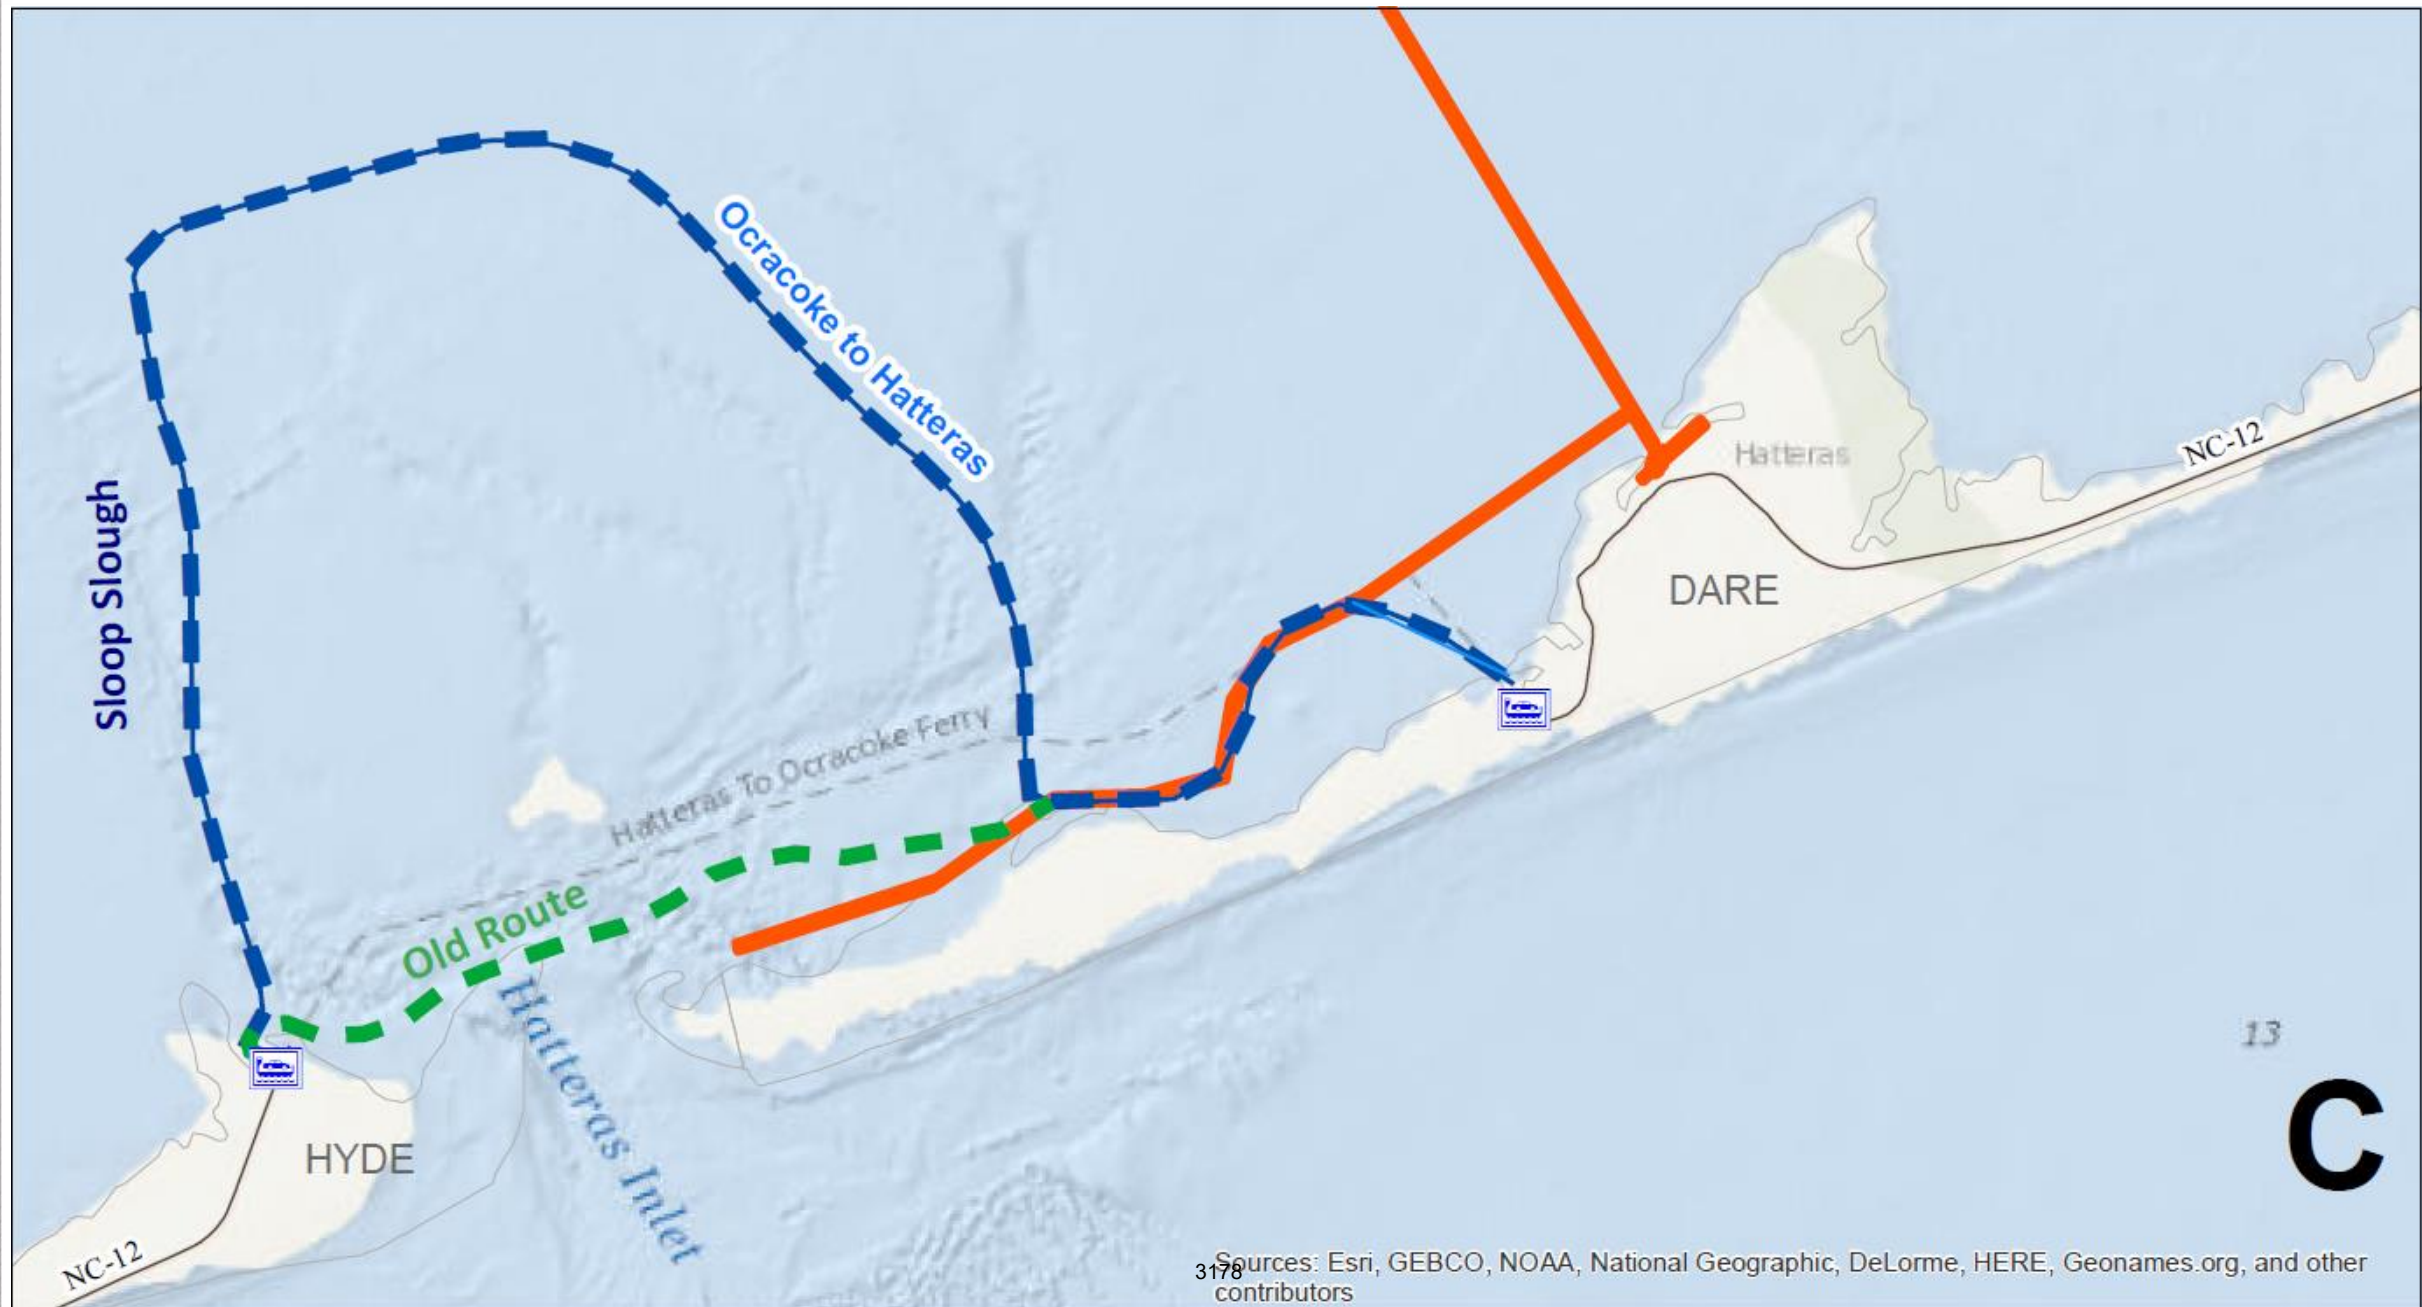 Ocracoke to Hatteras
Hatteras
NC-12
Sloop Slough
DARE
Hatteras To Ocracoke Ferry
Old Route
Hatteras Inlet
13
HYDE
C
NC-12
3178
Sources: Esri, GEBCO, NOAA, National Geographic, DeLorme, HERE, Geonames.org, and other
contributors